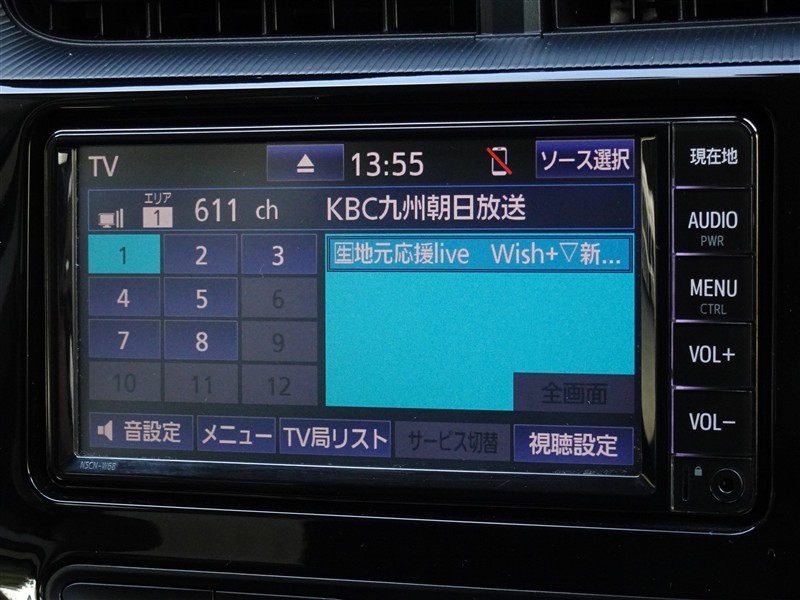 TV 13:55 ソース選択
エリア
1 611 ch KBC九州朝日放送
生地元応援live Wish+▽新...
1 2 3
4 5 6
7 8 9
10 11 12
全画面
音設定 メニュー TV局リスト サービス切替 視聴設定
NSCN-W68
現在地
AUDIO
PWR
MENU
CTRL
VOL+
VOL−